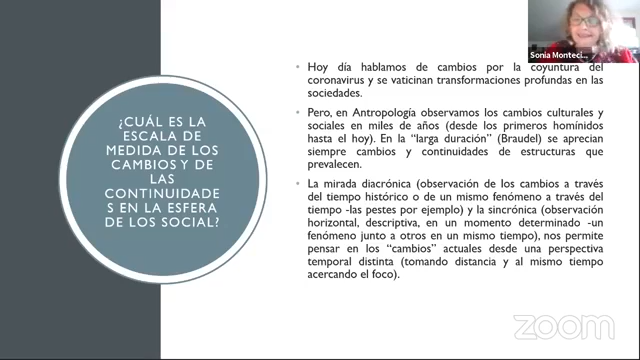 ¿CUÁL ES LA
ESCALA DE
MEDIDA DE LOS
CAMBIOS Y DE
LAS
CONTINUIDADE
S EN LA ESFERA
DE LOS SOCIAL?
Sonia Monteci...
• Hoy día hablamos de cambios por la coyuntura del
coronavirus y se vaticinan transformaciones profundas en las
sociedades.
• Pero, en Antropología observamos los cambios culturales y
sociales en miles de años (desde los primeros homínidos
hasta el hoy). En la “larga duración” (Braudel) se aprecian
siempre cambios y continuidades de estructuras que
prevalecen.
• La mirada diacrónica (observación de los cambios a través
del tiempo histórico o de un mismo fenómeno a través del
tiempo -las pestes por ejemplo) y la sincrónica (observación
horizontal, descriptiva, en un momento determinado -un
fenómeno junto a otros en un mismo tiempo), nos permite
pensar en los “cambios” actuales desde una perspectiva
temporal distinta (tomando distancia y al mismo tiempo
acercando el foco).
zoom